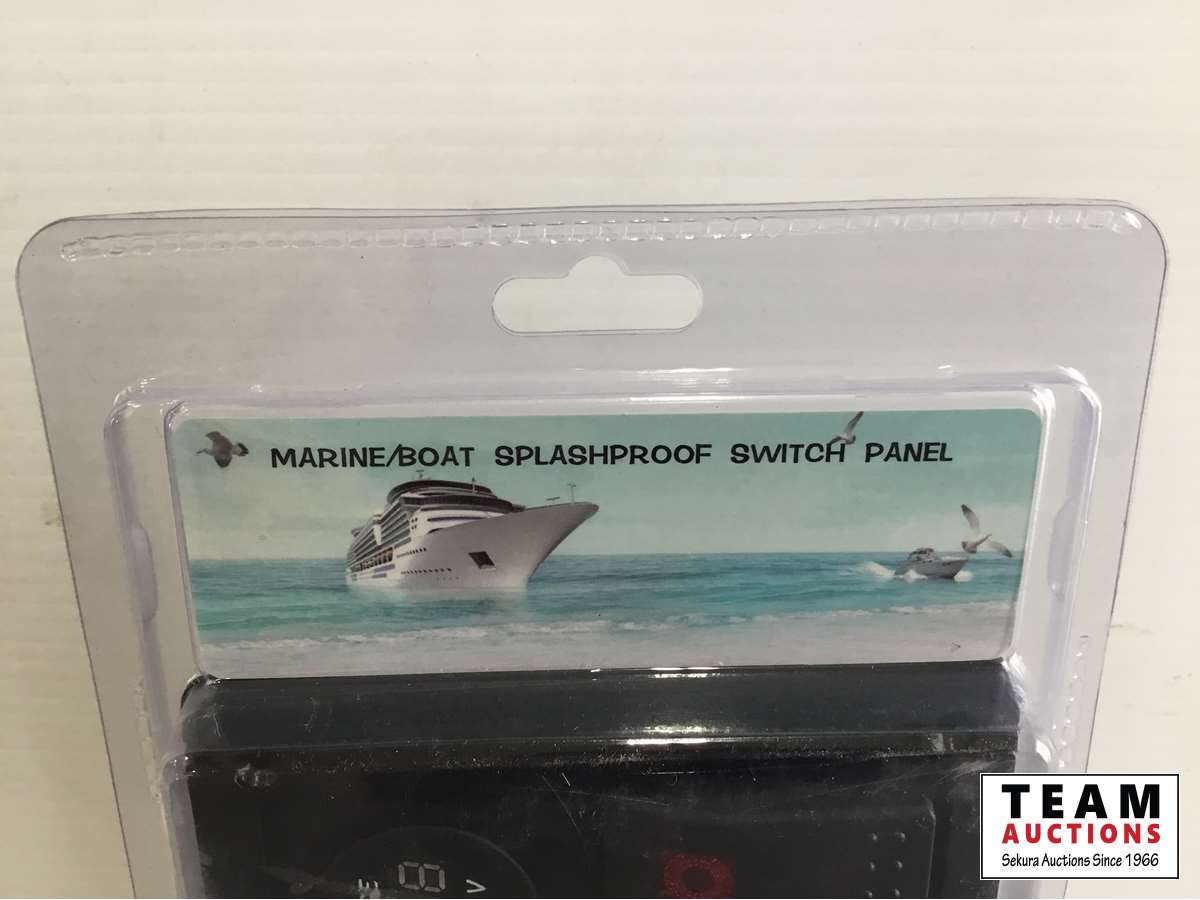 MARINE/BOAT SPLASHPROOF SWITCH PANEL
V
TEAM
AUCTIONS
Sekura Auctions Since 1966